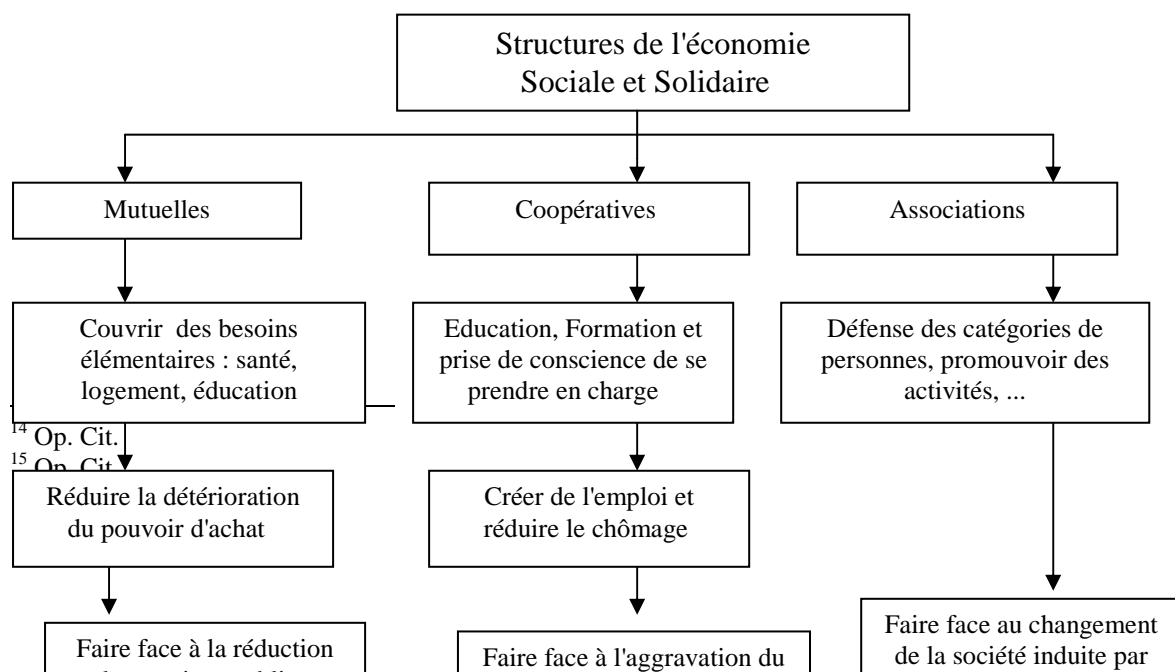 Structures de l'économie
Sociale et Solidaire
Mutuelles
Coopératives
Associations
Couvrir des besoins
élémentaires : santé,
logement, éducation
Education, Formation et
prise de conscience de se
prendre en charge
Défense des catégories de
personnes, promouvoir des
activités, ...
14 Op. Cit.
15 Op. Cit.
Réduire la détérioration
du pouvoir d'achat
Créer de l'emploi et
réduire le chômage
Faire face à la réduction
Faire face à l'aggravation du
Faire face au changement
de la société induite par